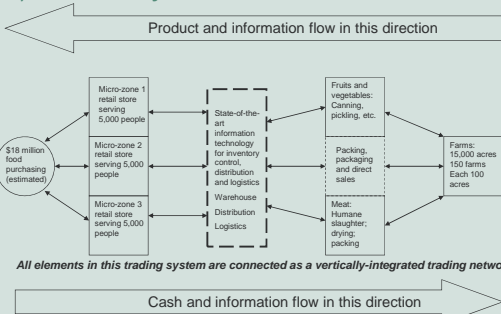 Product and information flow in this direction
$18 million
food
purchasing
(estimated)
Micro-zone 1
retail store
serving
5,000 people
Micro-zone 2
retail store
serving 5,000
people
Micro-zone 3
retail store
serving 5,000
people
State-of-the-
art
information
technology
for inventory
control,
distribution
and logistics
Warehouse
Distribution
Logistics
Fruits and
vegetables:
Canning,
pickling, etc.
Packing,
packaging
and direct
sales
Meat:
Humane
slaughter;
drying;
packing
Farms:
15,000 acres
150 farms
Each 100
acres
All elements in this trading system are connected as a vertically-integrated trading netwo
Cash and information flow in this direction